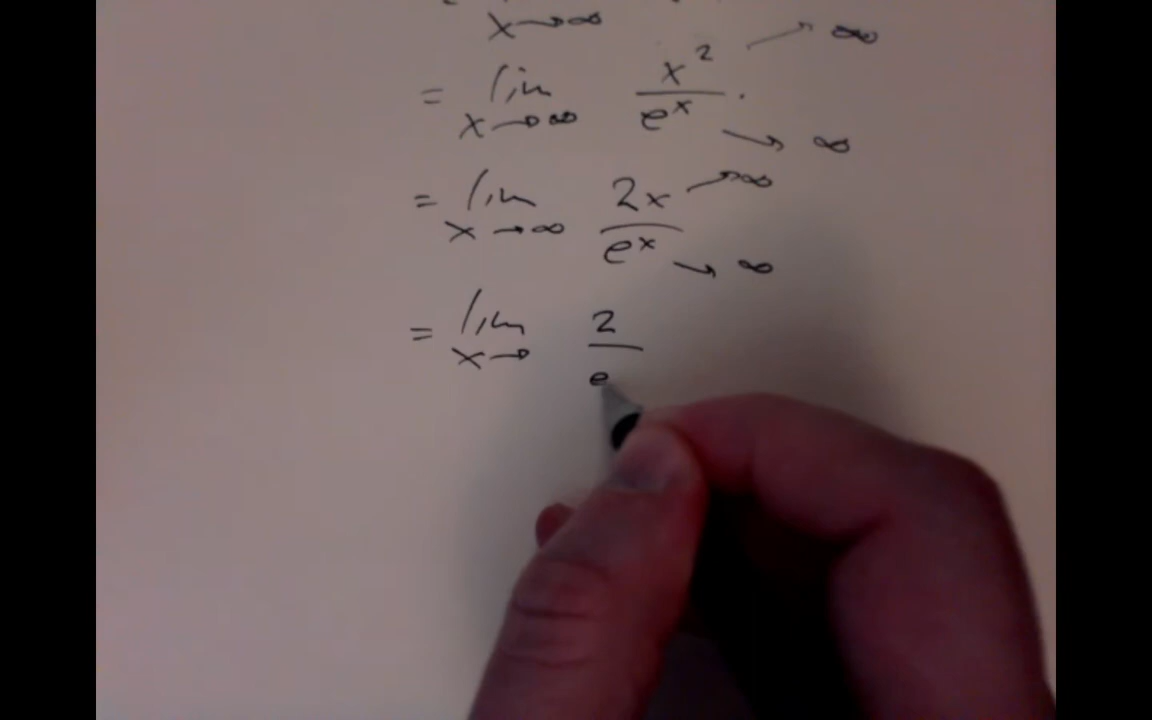 x→∞
= lim x→∞ x²/eˣ. →∞ →∞
= lim x→∞ 2x/eˣ →∞ →∞
= lim x→ 2/e